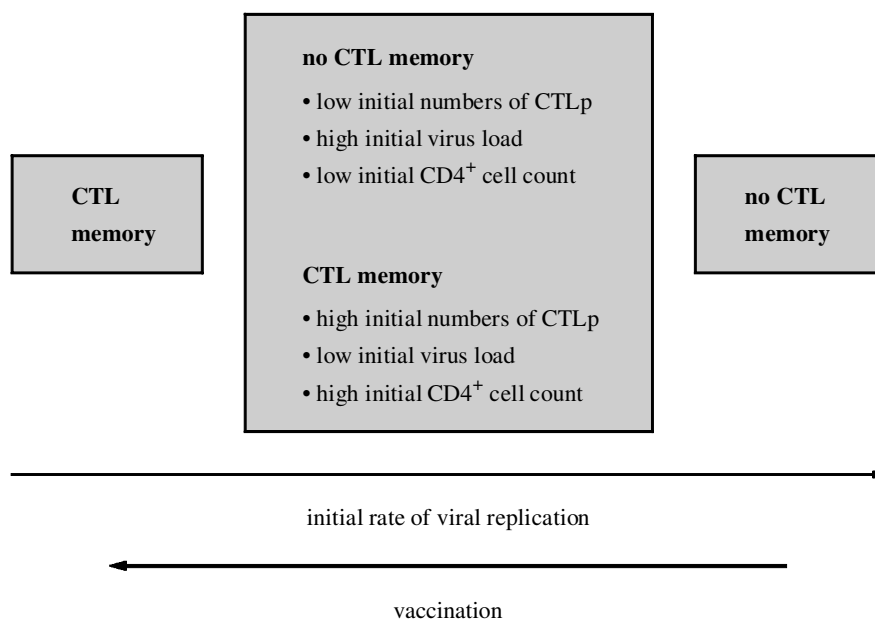 no CTL memory
• low initial numbers of CTLp
• high initial virus load
• low initial CD4⁺ cell count
CTL
memory
no CTL
memory
CTL memory
• high initial numbers of CTLp
• low initial virus load
• high initial CD4⁺ cell count
initial rate of viral replication
vaccination